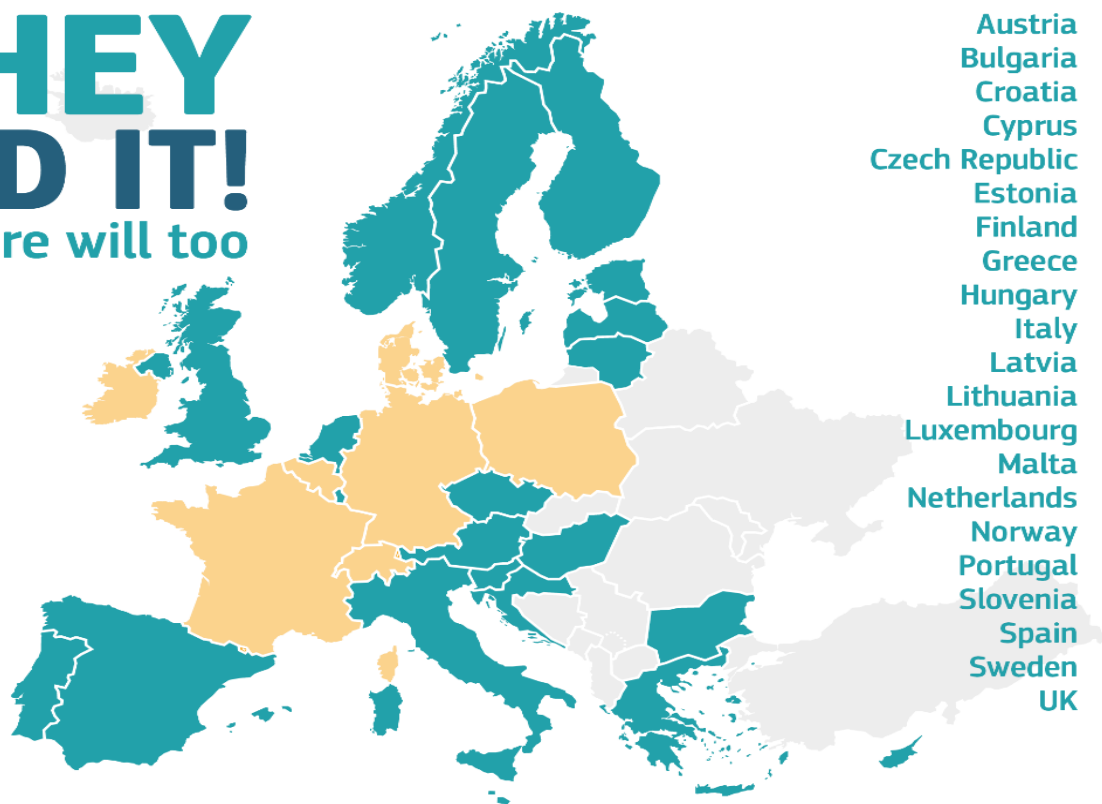 HEY
D IT!
re will too
Austria
Bulgaria
Croatia
Cyprus
Czech Republic
Estonia
Finland
Greece
Hungary
Italy
Latvia
Lithuania
Luxembourg
Malta
Netherlands
Norway
Portugal
Slovenia
Spain
Sweden
UK